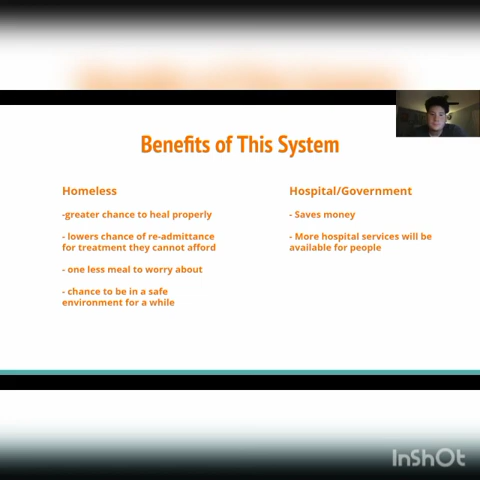 Benefits of This System
Homeless
-greater chance to heal properly
- lowers chance of re-admittance
for treatment they cannot afford
- one less meal to worry about
- chance to be in a safe
environment for a while
Hospital/Government
- Saves money
- More hospital services will be
available for people
InShOt